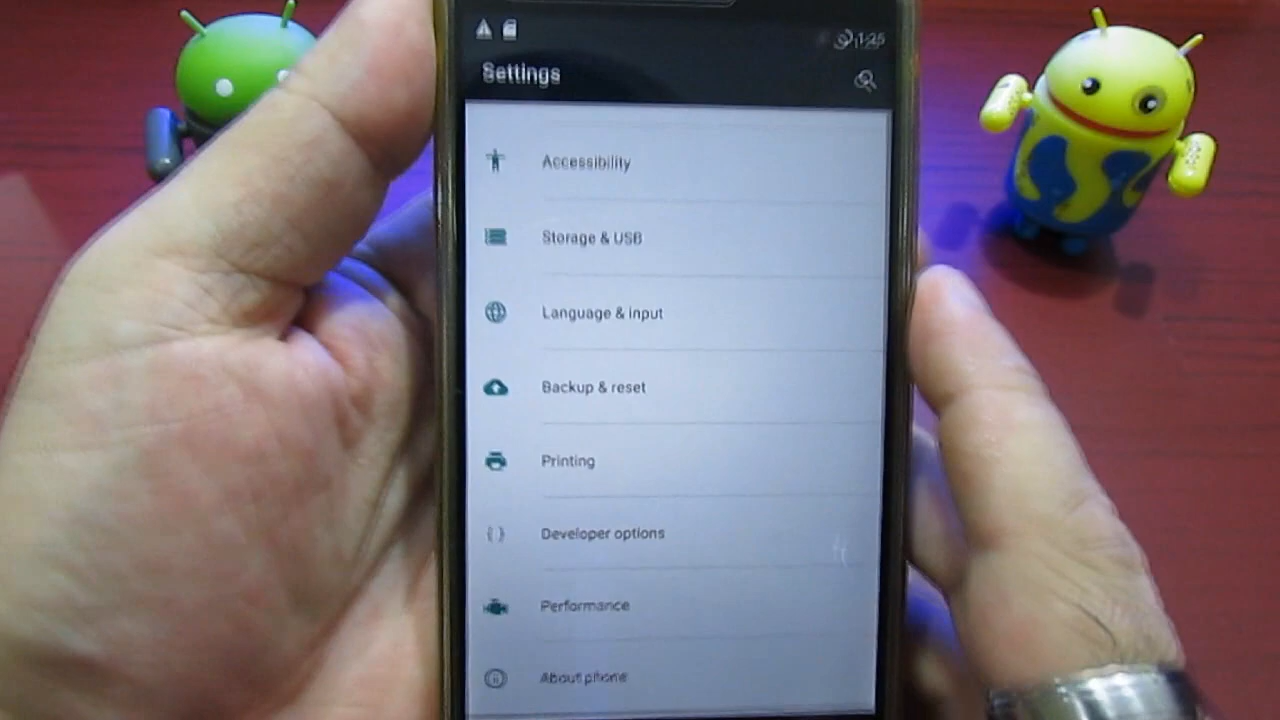 1:25
Settings
Accessibility
Storage & USB
Language & input
Backup & reset
Printing
Developer options
Performance
About phone